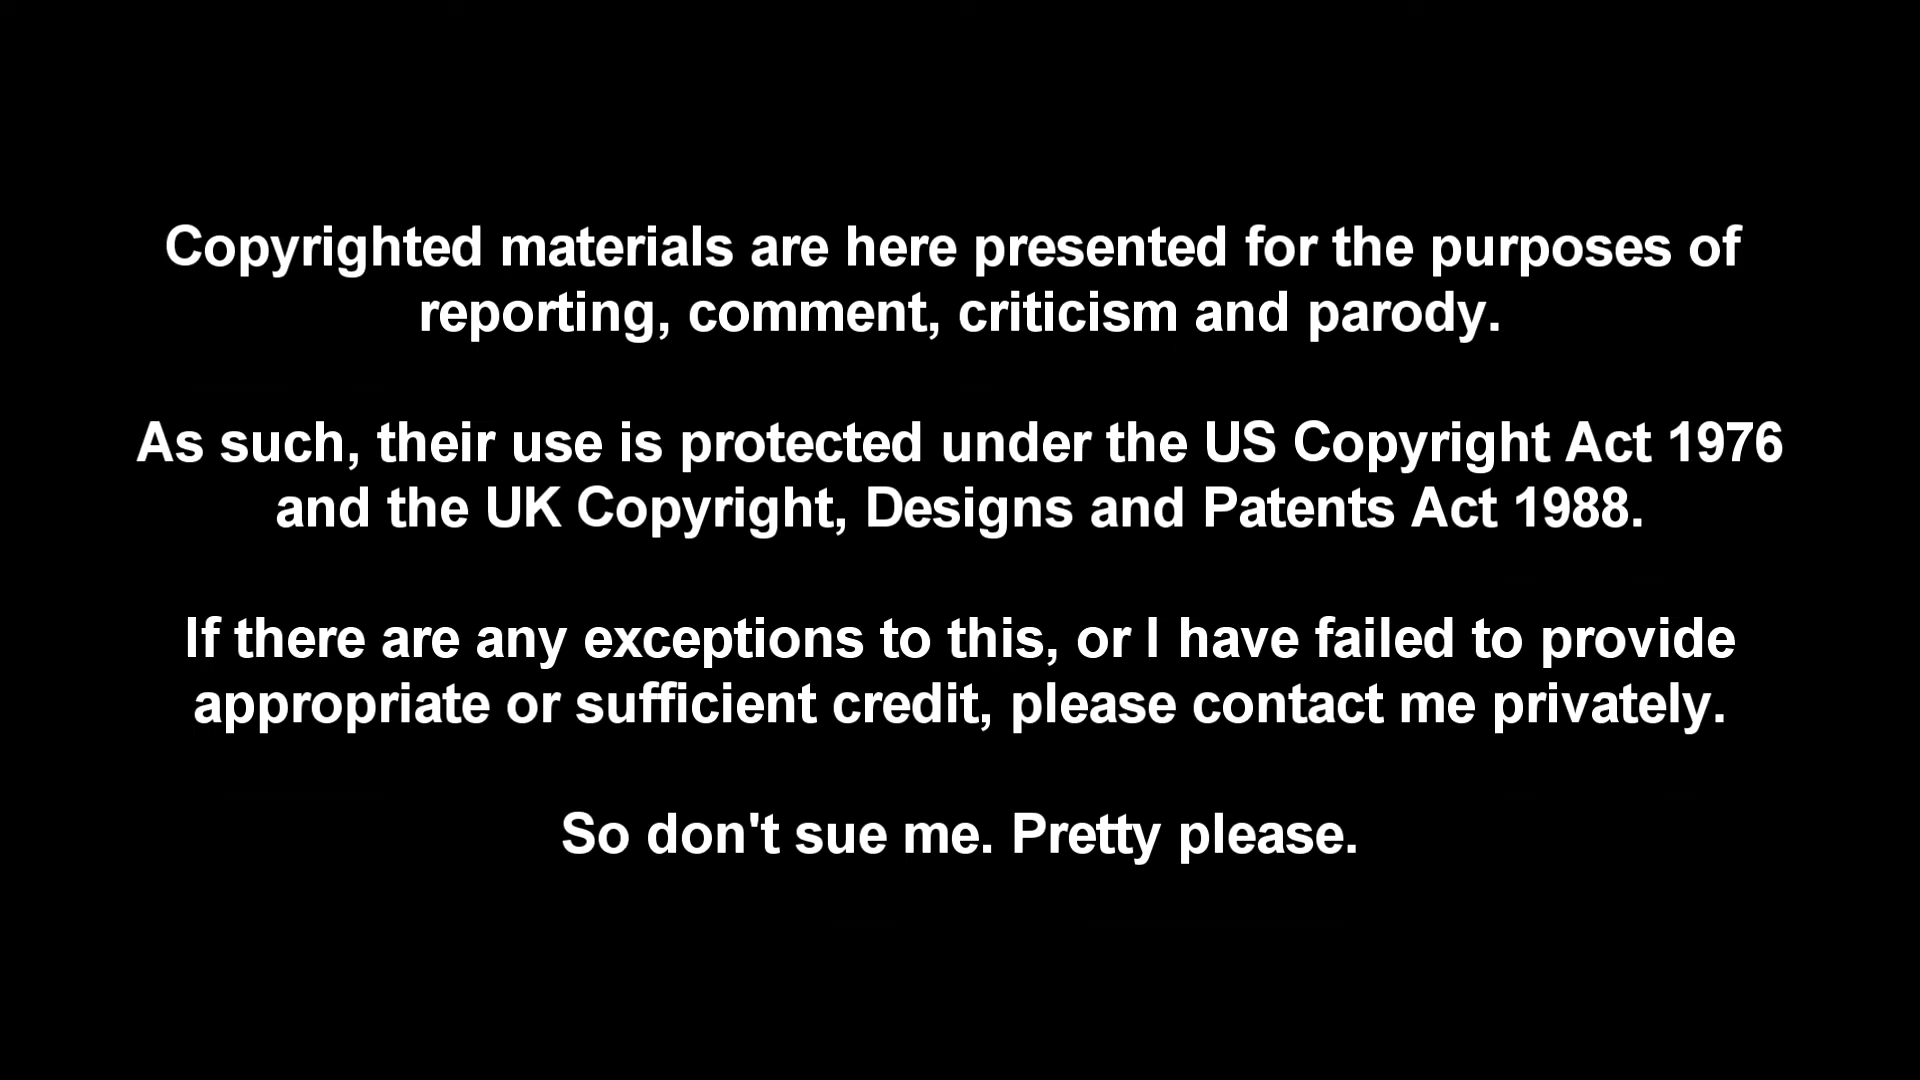 Copyrighted materials are here presented for the purposes of
reporting, comment, criticism and parody.
As such, their use is protected under the US Copyright Act 1976
and the UK Copyright, Designs and Patents Act 1988.
If there are any exceptions to this, or I have failed to provide
appropriate or sufficient credit, please contact me privately.
So don't sue me. Pretty please.